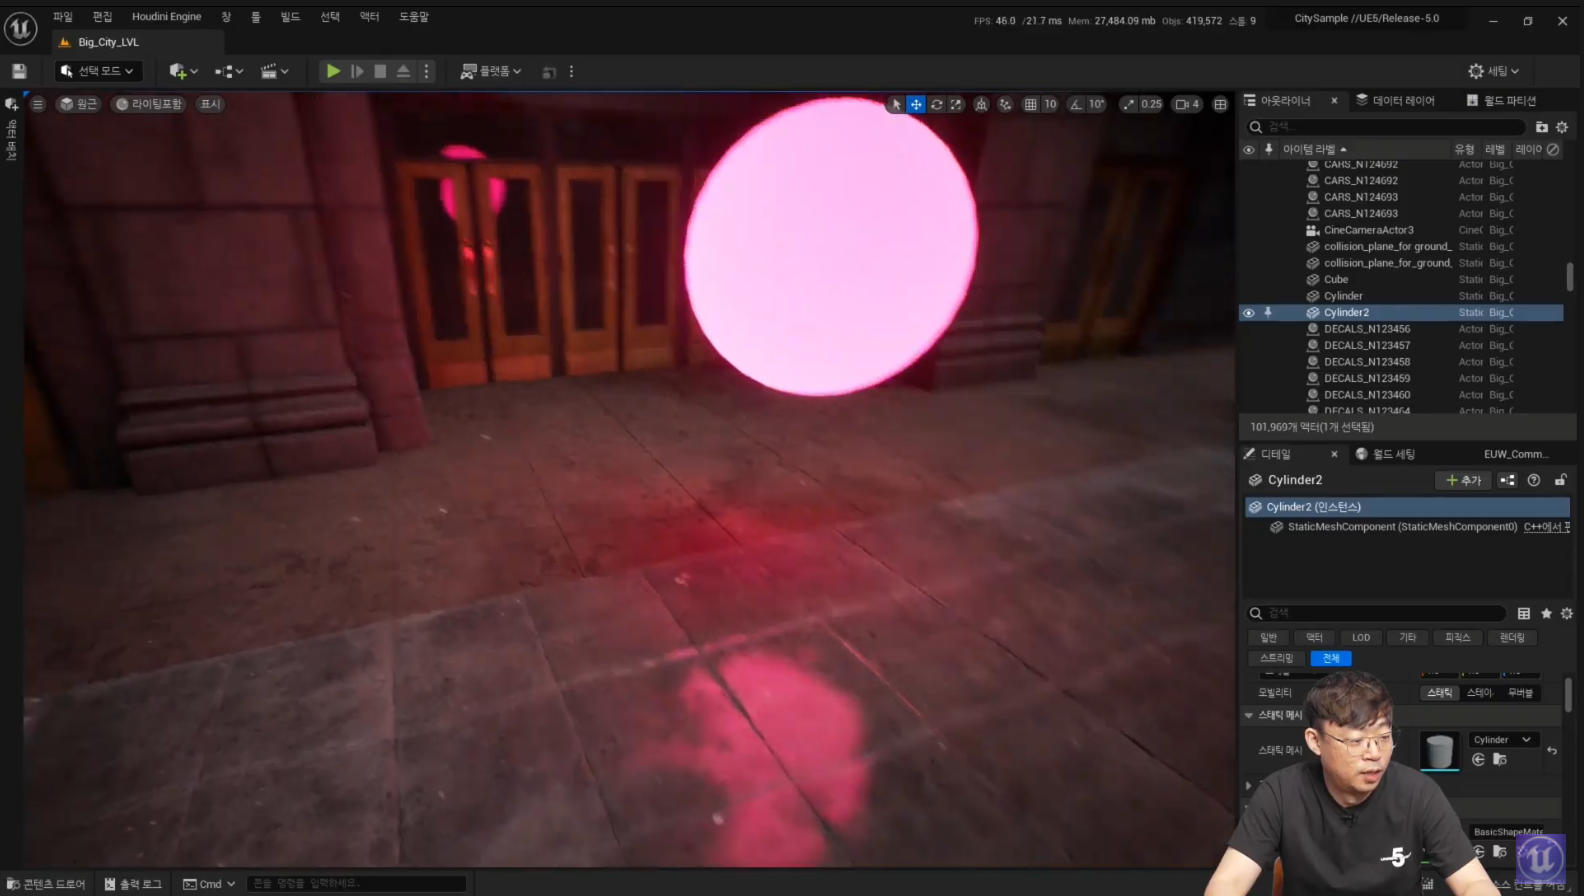 파일 편집 Houdini Engine 창 툴 빌드 선택 액터 도움말
FPS: 46.0 /21.7 ms Mem: 27,484.09 mb Objs: 419,572 스톨: 9
CitySample //UE5/Release-5.0
Big_City_LVL
선택 모드
플랫폼
세팅
원근 라이팅포함 표시
10 10° 0.25 4
액터 배치
아웃라이너 데이터 레이어 월드 파티션
검색...
아이템 라벨 유형 레벨 레이어
CARS_N124692 Actor Big_C
CARS_N124692 Actor Big_C
CARS_N124693 Actor Big_C
CARS_N124693 Actor Big_C
CineCameraActor3 CineC Big_C
collision_plane_for ground_ Static Big_C
collision_plane_for_ground_ Static Big_C
Cube Static Big_C
Cylinder Static Big_C
Cylinder2 Static Big_C
DECALS_N123456 Actor Big_C
DECALS_N123457 Actor Big_C
DECALS_N123458 Actor Big_C
DECALS_N123459 Actor Big_C
DECALS_N123460 Actor Big_C
DECALS_N123464 Actor Big_C
101,969개 액터(1개 선택됨)
디테일 월드 세팅 EUW_Comm...
Cylinder2
추가
Cylinder2 (인스턴스)
StaticMeshComponent (StaticMeshComponent0) C++에서
검색
일반 액터 LOD 기타 피직스 렌더링
스트리밍 전체
모빌리티 스태틱 스테이 무버블
스태틱 메시
스태틱 메시 Cylinder
BasicShapeMate
5
콘텐츠 드로어 출력 로그 Cmd 콘솔 명령을 입력하세요.